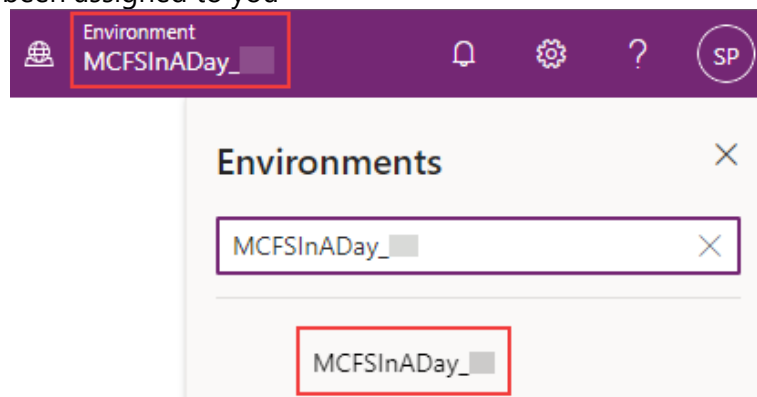 been assigned to you
Environment
MCFSInADay_
?
SP
Environments
MCFSInADay_
MCFSInADay_